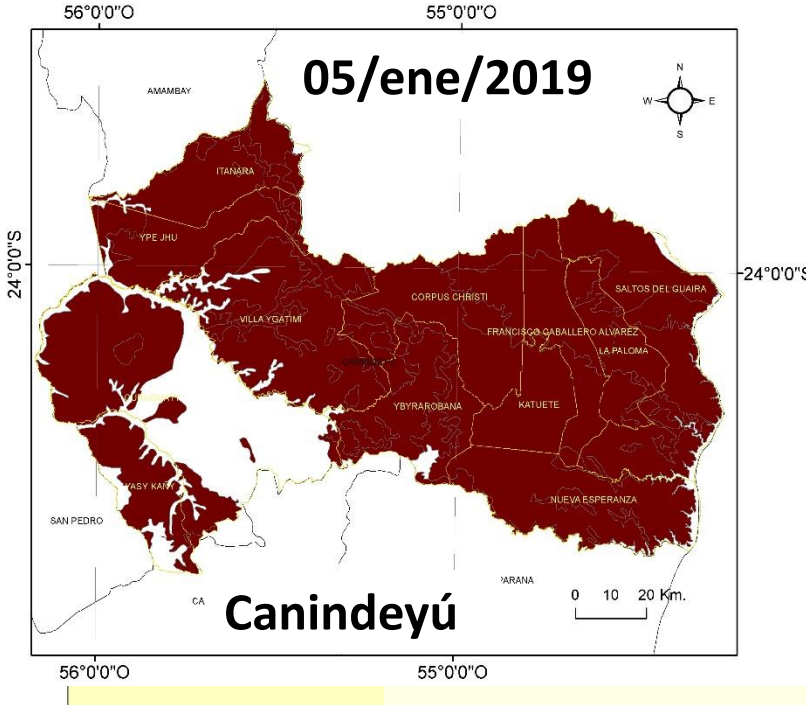 56°0'0"O 55°0'0"O
05/ene/2019
N
W E
S
AMAMBAY
ITANARA
YPE JHU
24°0'0"S
24°0'0"S
SALTOS DEL GUAIRA
CORPUS CHRISTI
VILLA YGATIMI
FRANCISCO CABALLERO ALVAREZ
LA PALOMA
YBYRAROBANA
KATUETE
YASY KANY
NUEVA ESPERANZA
SAN PEDRO
PARANA
0 10 20 Km.
CA
Canindeyú
56°0'0"O 55°0'0"O